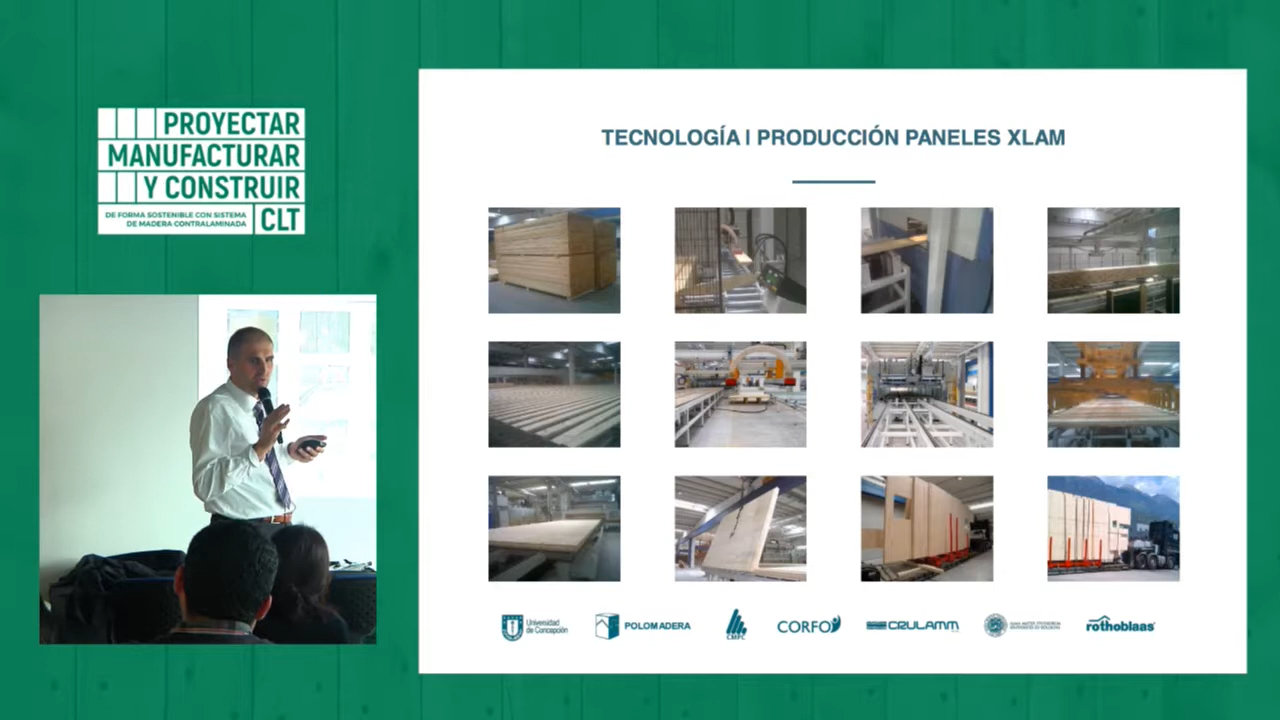 PROYECTAR
MANUFACTURAR
Y CONSTRUIR
DE FORMA SOSTENIBLE CON SISTEMA
DE MADERA CONTRALAMINADA
CLT
TECNOLOGÍA | PRODUCCIÓN PANELES XLAM
Universidad
de Concepción
POLOMADERA
CMPC
CORFO
CRULAMM
rothoblaas